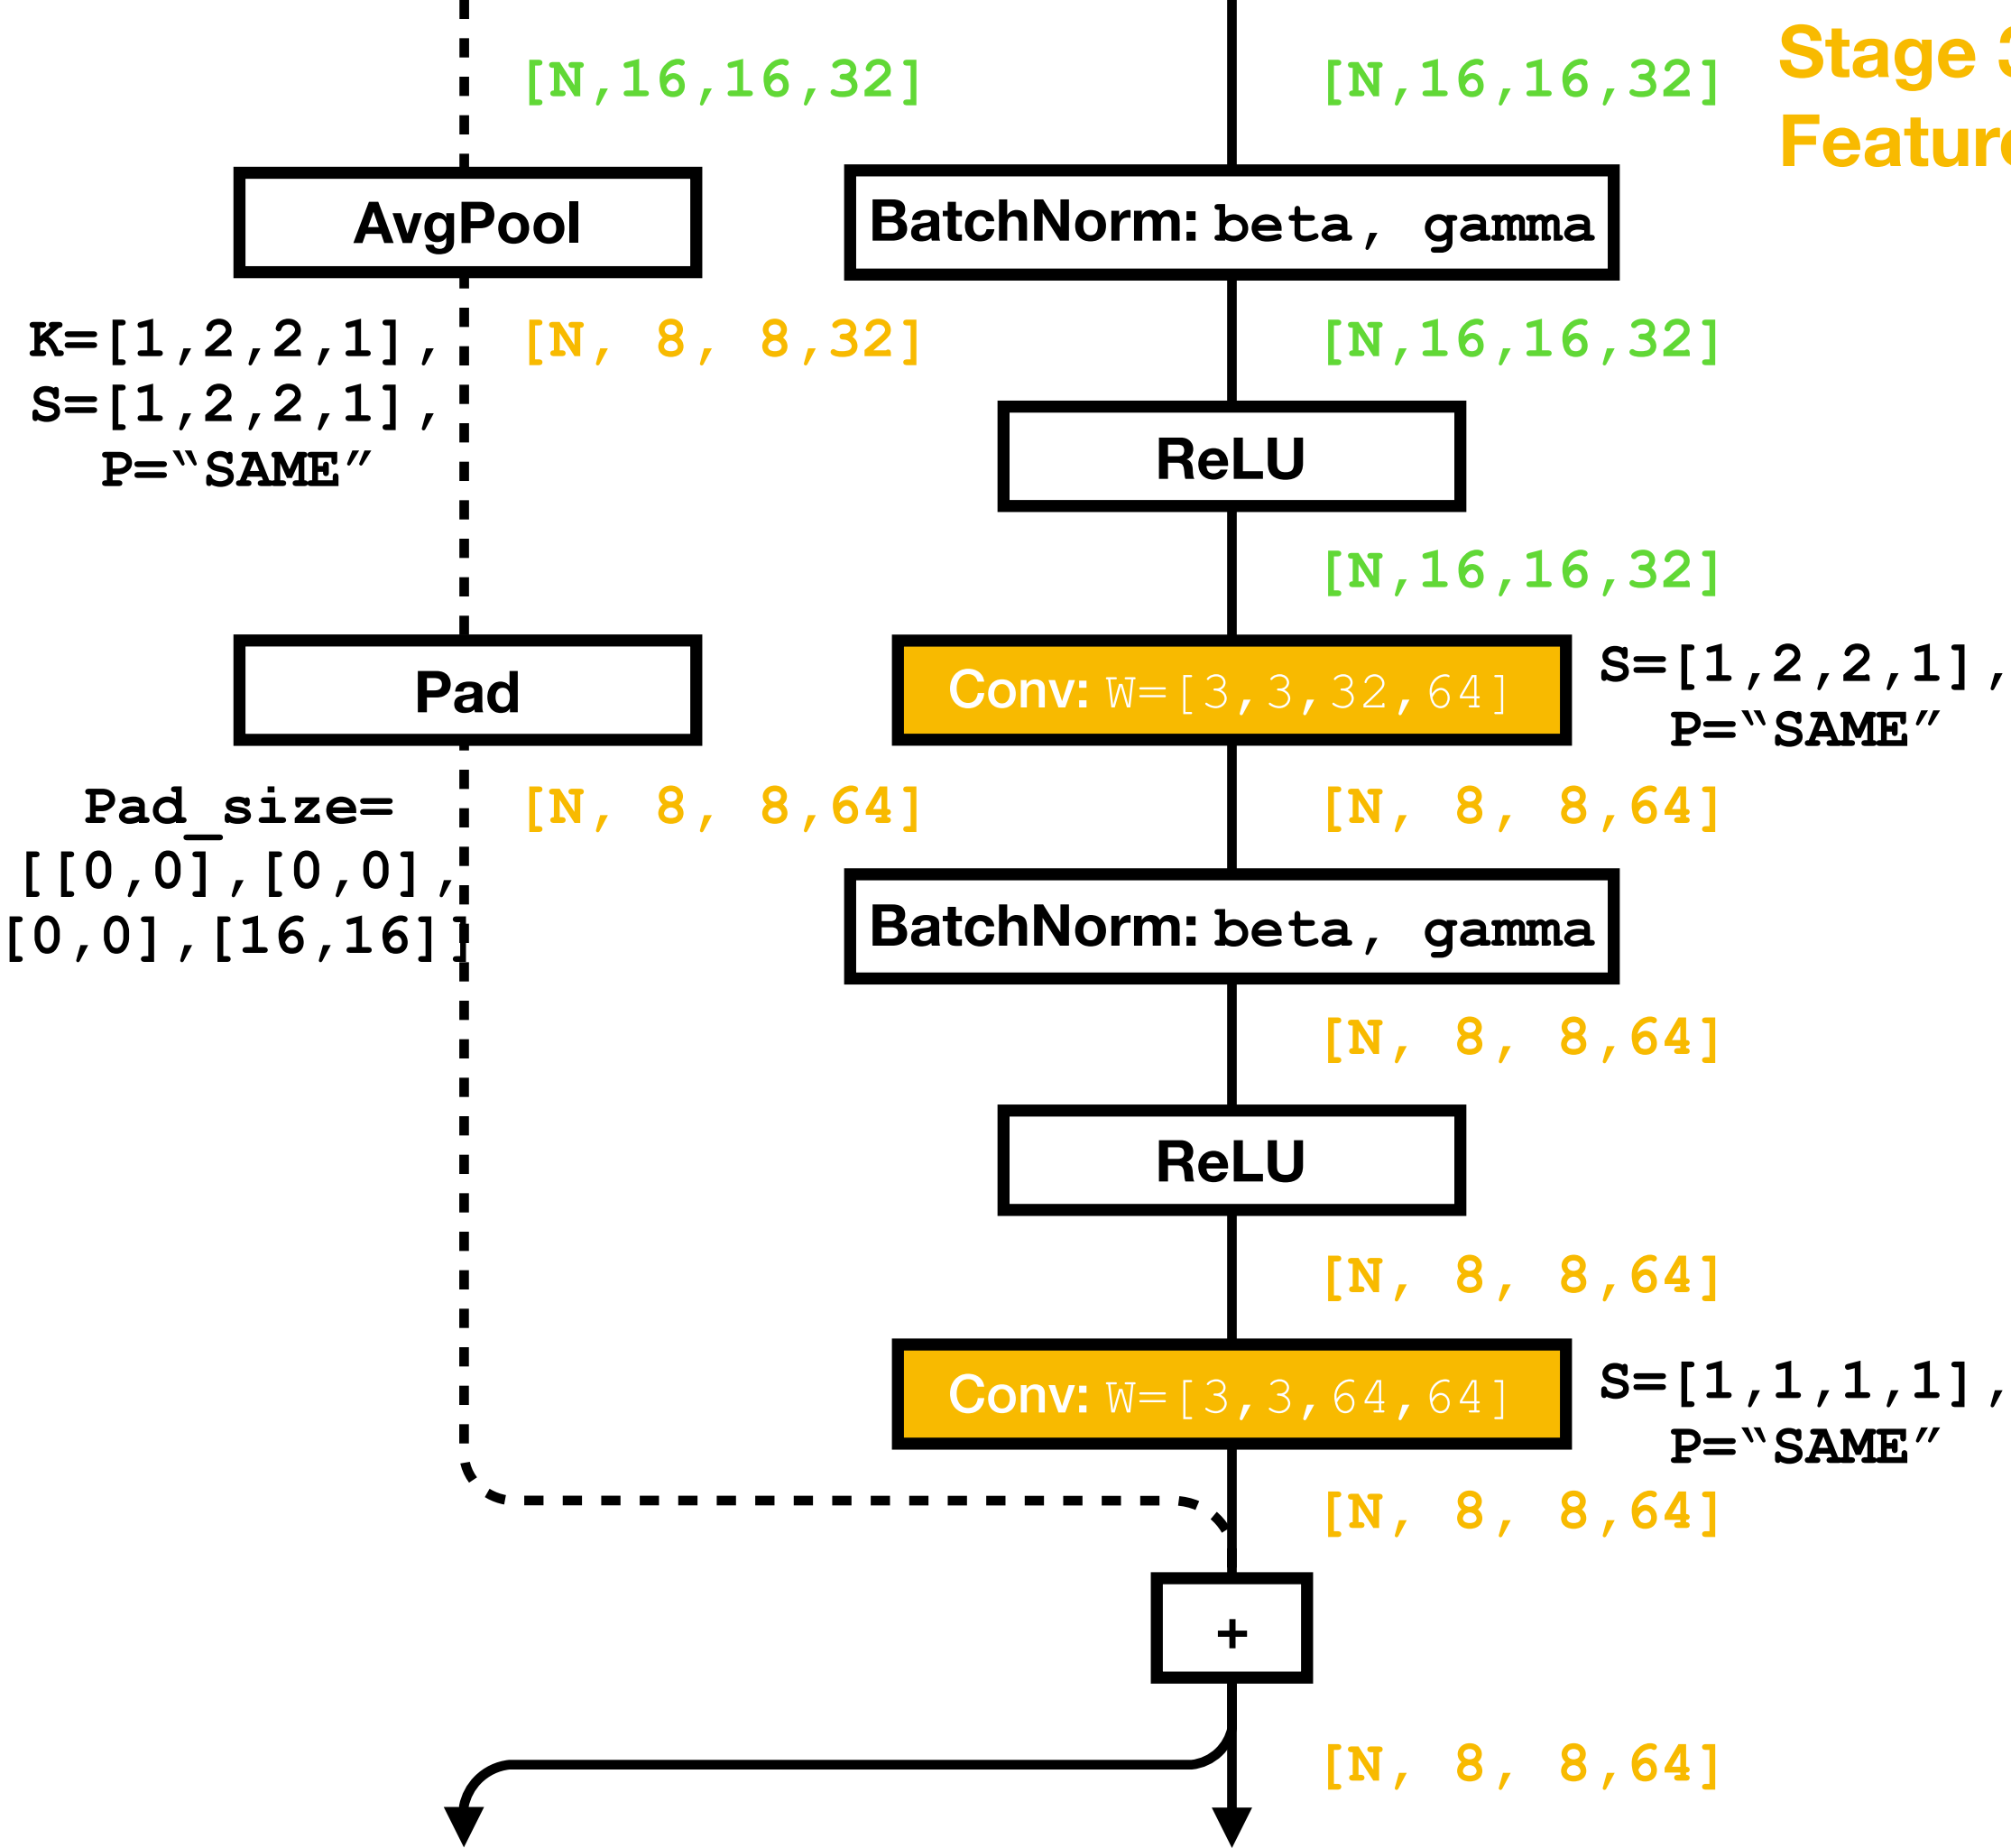 [N,16,16,32]
[N,16,16,32]
Stage 3
Feature
AvgPool
BatchNorm: beta, gamma
K=[1,2,2,1],
S=[1,2,2,1],
P=“SAME”
[N, 8, 8,32]
[N,16,16,32]
ReLU
[N,16,16,32]
Pad
Conv: W=[3,3,32,64]
S=[1,2,2,1],
P=“SAME”
Pad_size=
[[0,0],[0,0],
[0,0],[16,16]]
[N, 8, 8,64]
[N, 8, 8,64]
BatchNorm: beta, gamma
[N, 8, 8,64]
ReLU
[N, 8, 8,64]
Conv: W=[3,3,64,64]
S=[1,1,1,1],
P=“SAME”
[N, 8, 8,64]
+
[N, 8, 8,64]